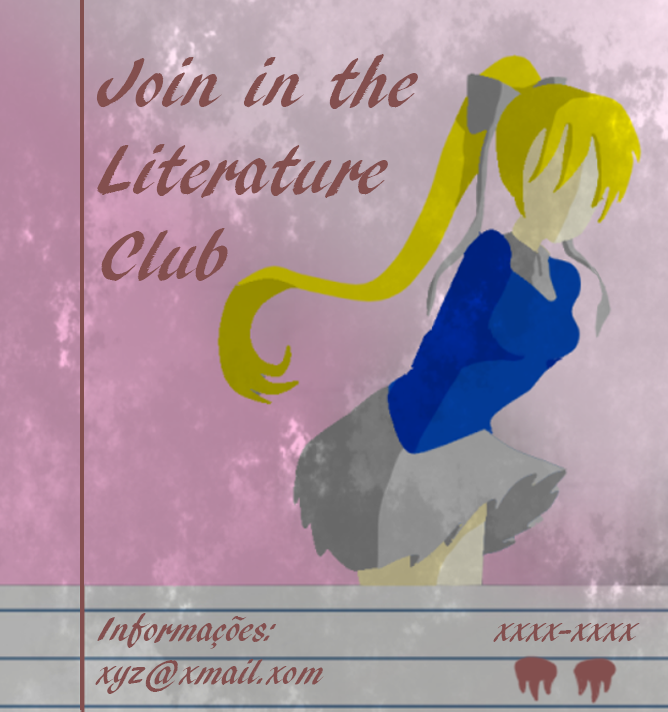 Join in the
Literature
Club
Informações:
xxxx-xxxx
xyz@xmail.xom